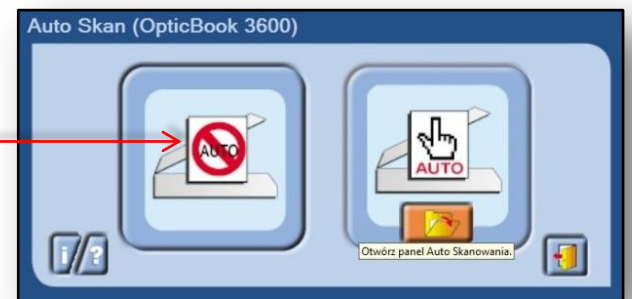 Auto Skan (OpticBook 3600)
AUTO
AUTO
Otwórz panel Auto Skanowania.
i/?